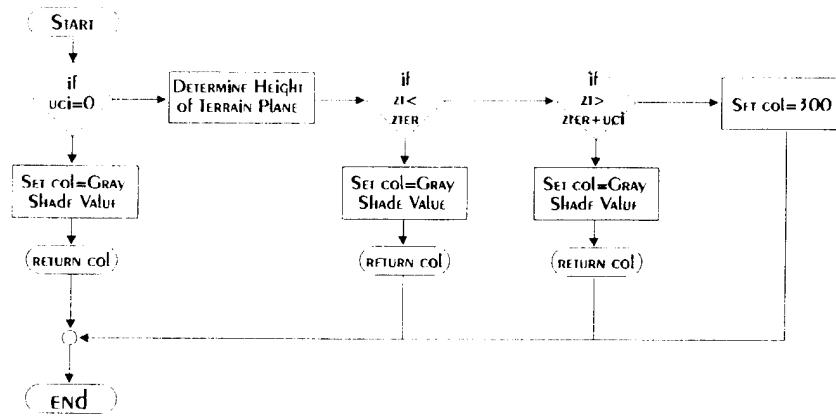 START
if
uci=0
DETERMINE HEIGHT
of TERRAIN PLANE
if
zt<
zter
if
zt>
zter+uci
SET col=300
SET col=GRAY
SHADE VALUE
SET col=GRAY
SHADE VALUE
SET col=GRAY
SHADE VALUE
(RETURN col)
(RETURN col)
(RETURN col)
END